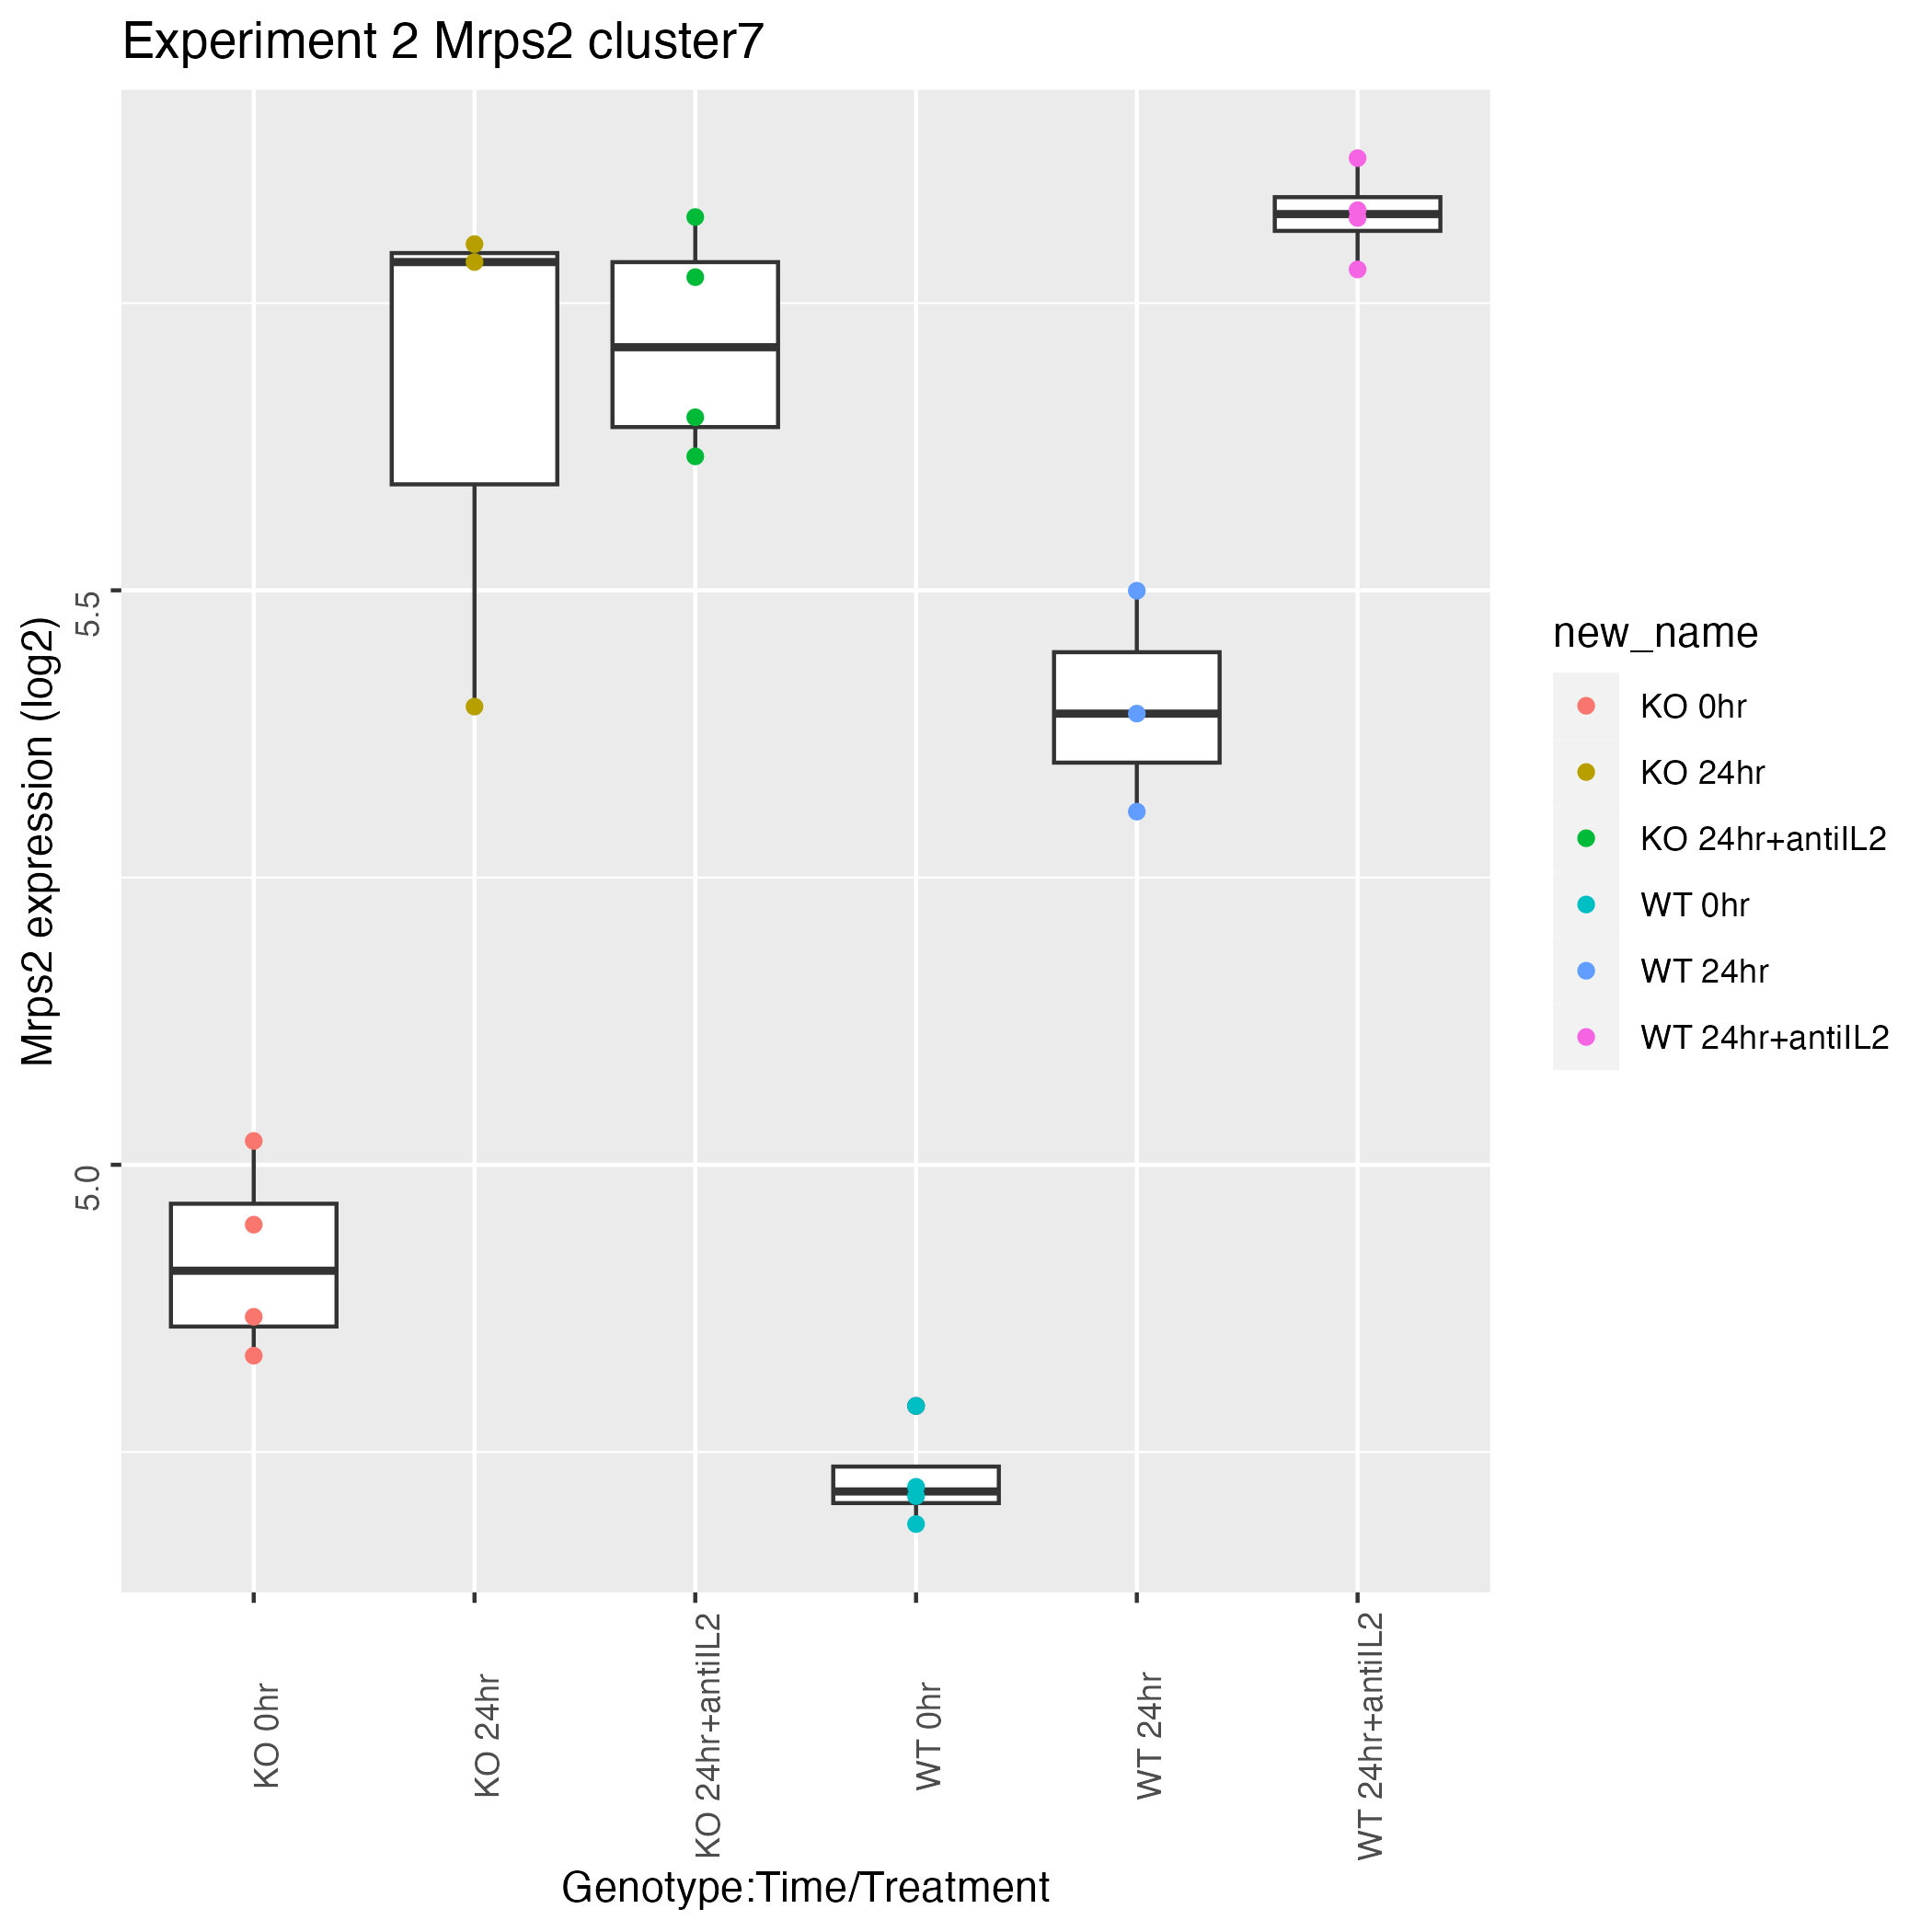 Experiment 2 Mrps2 cluster7
Mrps2 expression (log2)
5.5
5.0
KO 0hr
KO 24hr
KO 24hr+antiIL2
WT 0hr
WT 24hr
WT 24hr+antiIL2
Genotype:Time/Treatment
new_name
KO 0hr
KO 24hr
KO 24hr+antiIL2
WT 0hr
WT 24hr
WT 24hr+antiIL2